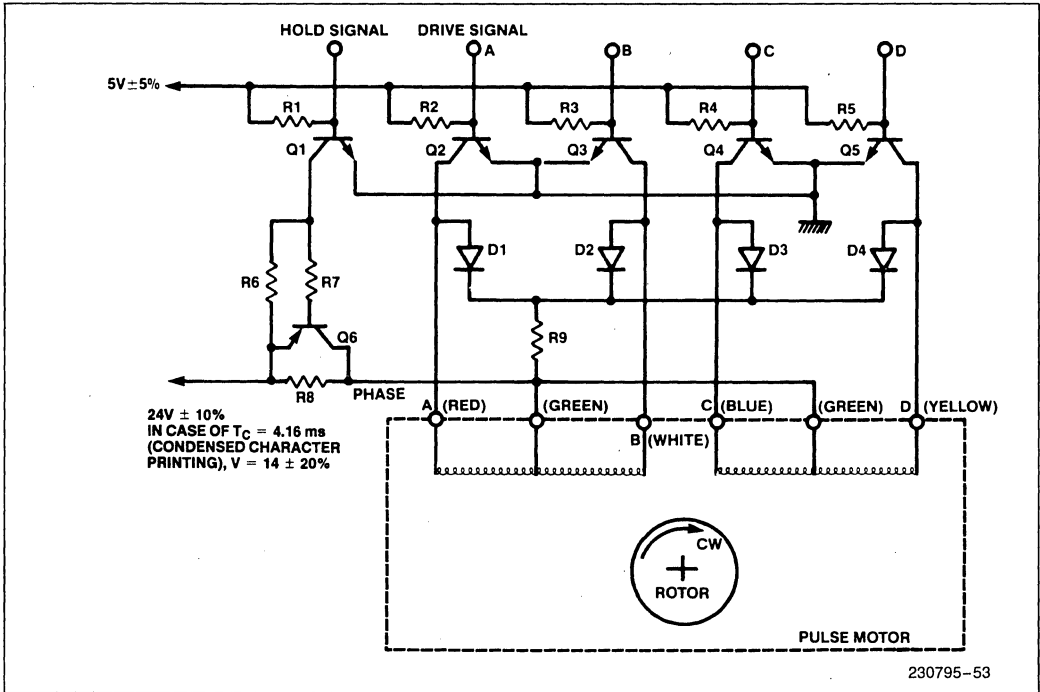 HOLD SIGNAL
DRIVE SIGNAL
A
B
C
D
5V ± 5%
R1
R2
R3
R4
R5
Q1
Q2
Q3
Q4
Q5
D1
D2
D3
D4
R6
R7
Q6
R9
R8
PHASE
24V ± 10%
IN CASE OF TC = 4.16 ms
(CONDENSED CHARACTER
PRINTING), V = 14 ± 20%
A (RED)
(GREEN)
B (WHITE)
C (BLUE)
(GREEN)
D (YELLOW)
CW
ROTOR
PULSE MOTOR
230795–53